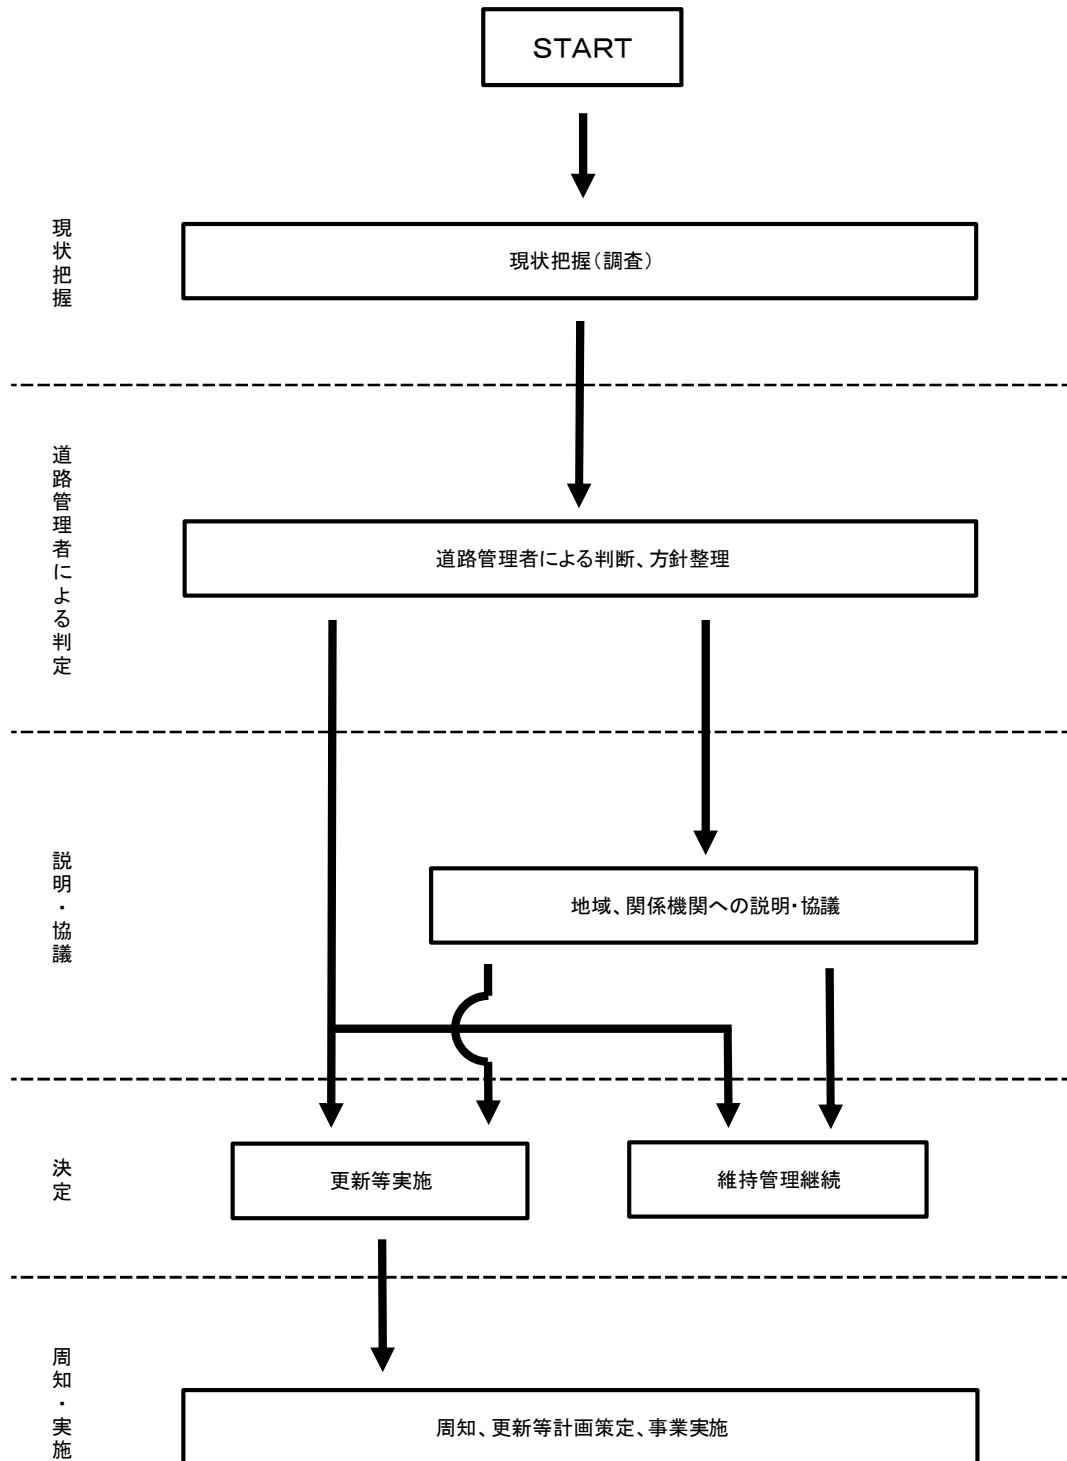 START
現状把握
現状把握（調査）
道路管理者による判定
道路管理者による判断、方針整理
説明・協議
地域、関係機関への説明・協議
決定
更新等実施
維持管理継続
周知・実施
周知、更新等計画策定、事業実施